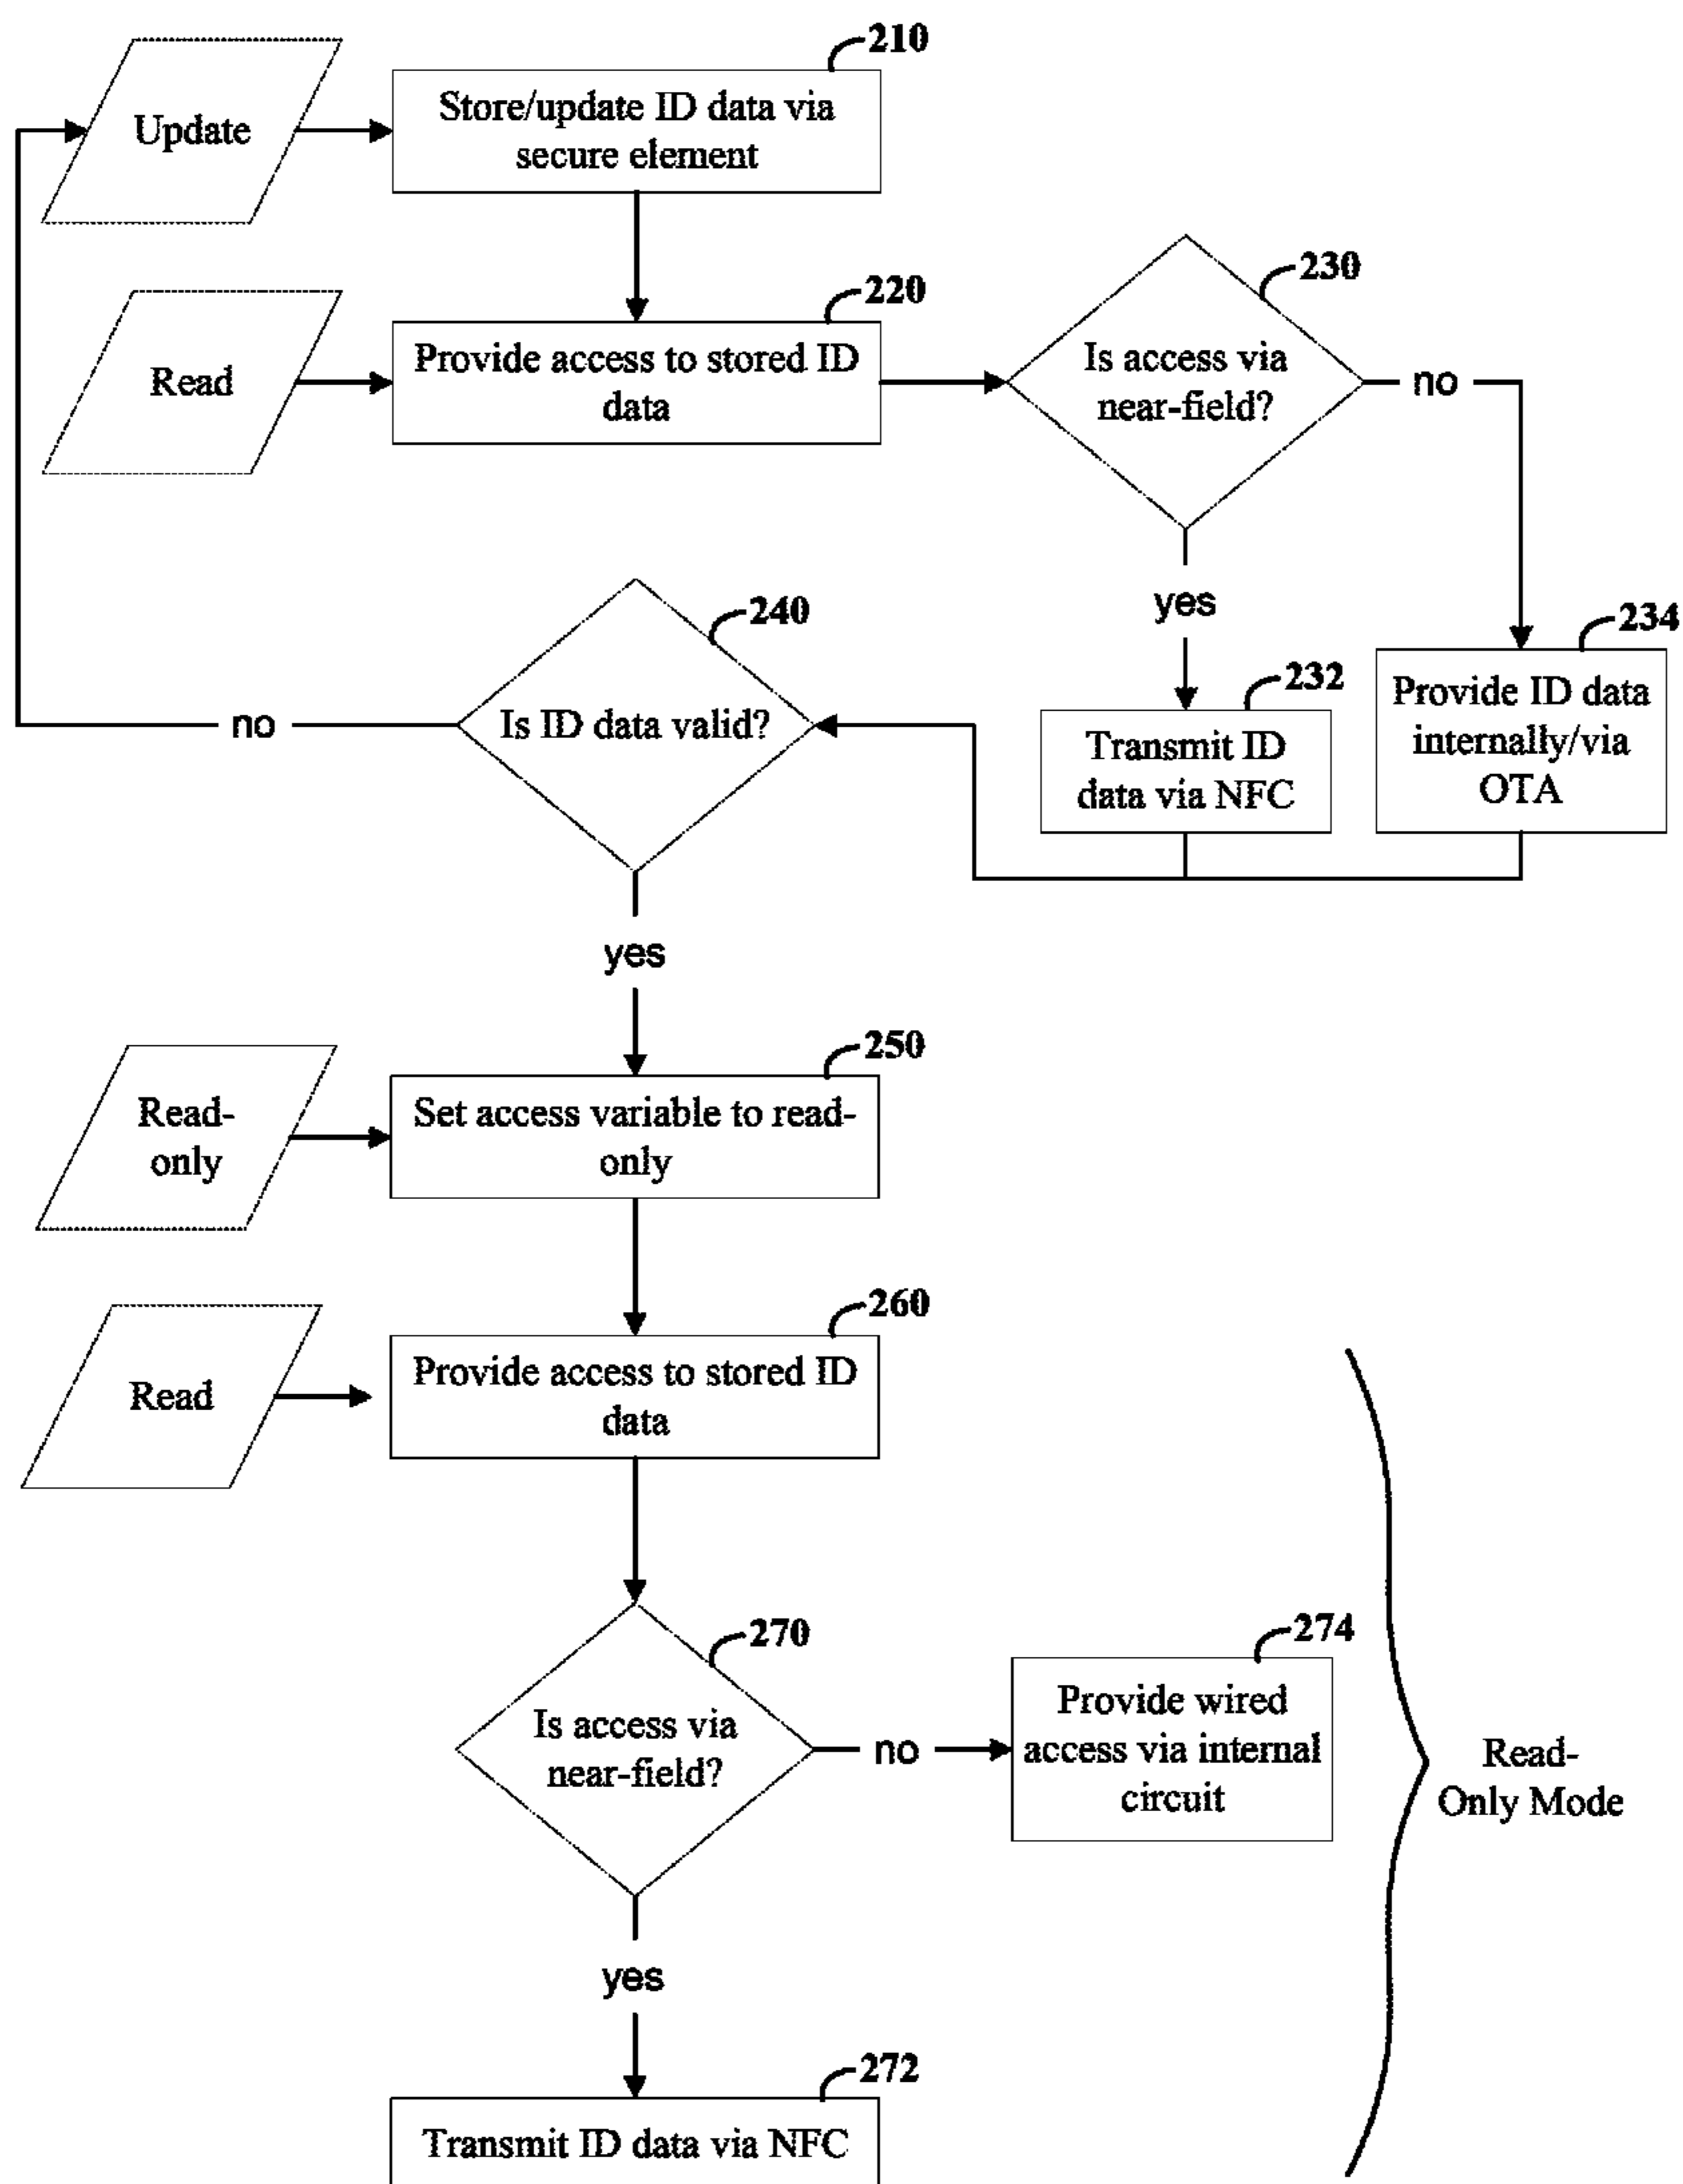 210
Update
Store/update ID data via
secure element
220
230
Read
Provide access to stored ID
data
Is access via
near-field?
no
yes
240
232
234
no
Is ID data valid?
Transmit ID
data via NFC
Provide ID data
internally/via
OTA
yes
250
Read-
only
Set access variable to read-
only
260
Read
Provide access to stored ID
data
270
274
Is access via
near-field?
no
Provide wired
access via internal
circuit
Read-
Only Mode
yes
272
Transmit ID data via NFC